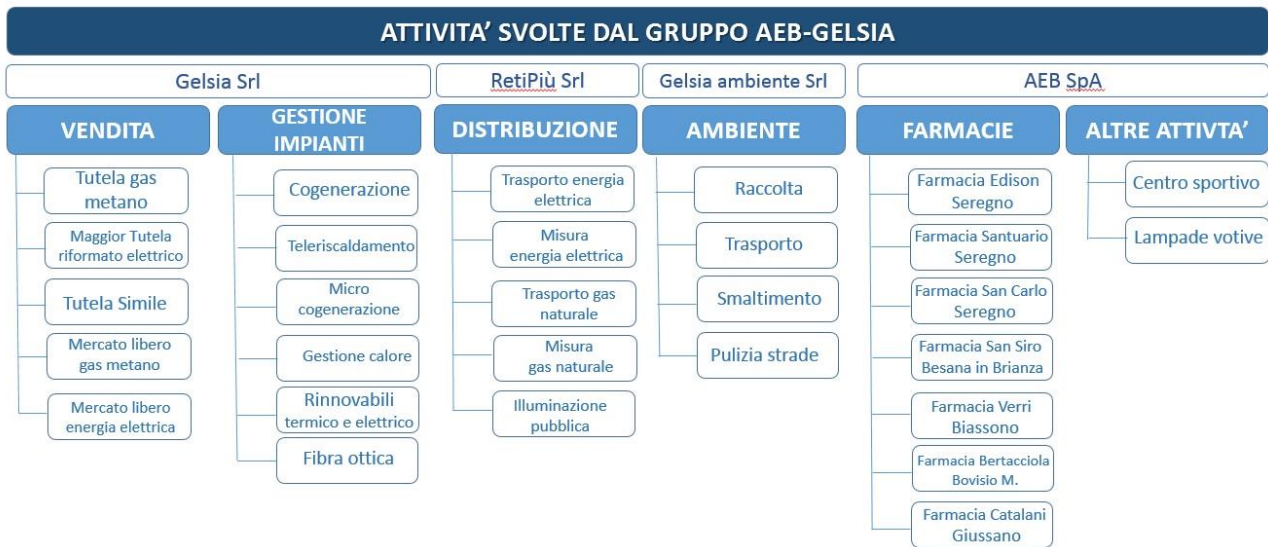 ATTIVITA’ SVOLTE DAL GRUPPO AEB-GELSIA
Gelsia Srl
RetiPiù Srl
Gelsia ambiente Srl
AEB SpA
VENDITA
GESTIONE
IMPIANTI
DISTRIBUZIONE
AMBIENTE
FARMACIE
ALTRE ATTIVTA’
Tutela gas
metano
Maggior Tutela
riformato elettrico
Tutela Simile
Mercato libero
gas metano
Mercato libero
energia elettrica
Cogenerazione
Teleriscaldamento
Micro
cogenerazione
Gestione calore
Rinnovabili
termico e elettrico
Fibra ottica
Trasporto energia
elettrica
Misura
energia elettrica
Trasporto gas
naturale
Misura
gas naturale
Illuminazione
pubblica
Raccolta
Trasporto
Smaltimento
Pulizia strade
Farmacia Edison
Seregno
Farmacia Santuario
Seregno
Farmacia San Carlo
Seregno
Farmacia San Siro
Besana in Brianza
Farmacia Verri
Biassono
Farmacia Bertacciola
Bovisio M.
Farmacia Catalani
Giussano
Centro sportivo
Lampade votive